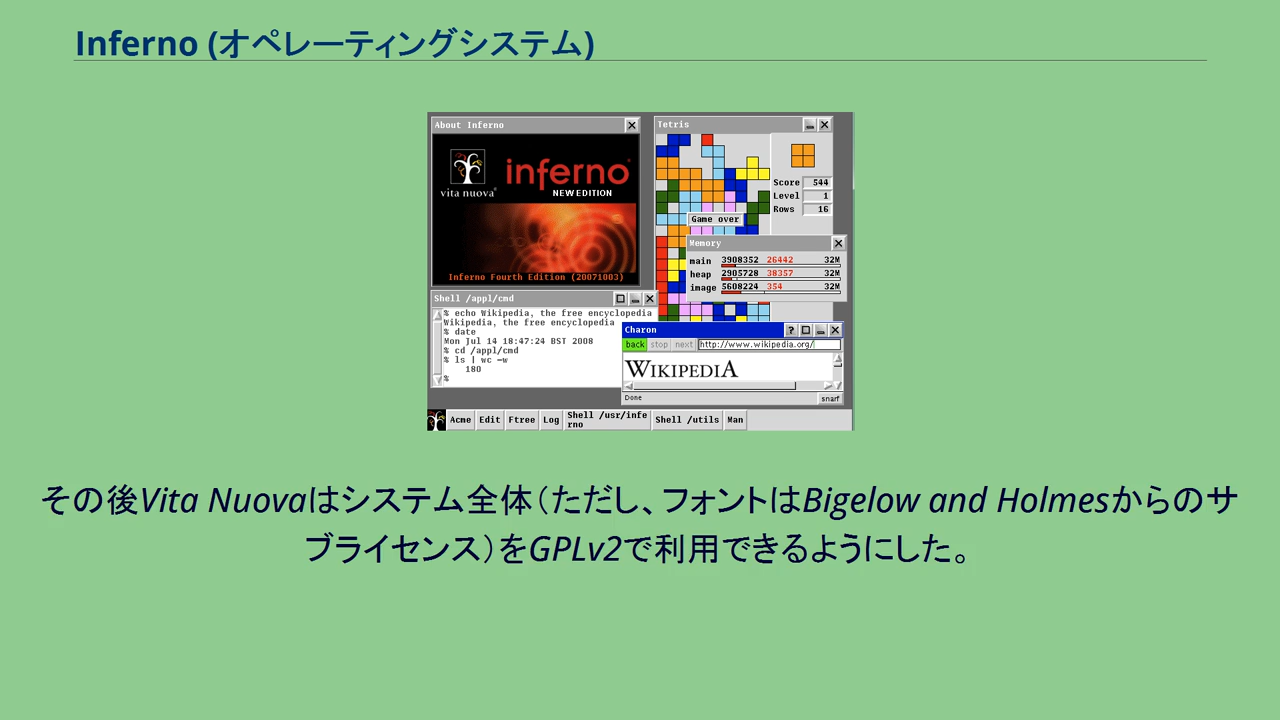 Inferno (オペレーティングシステム)
About Inferno
vita nuova
inferno
NEW EDITION
Inferno Fourth Edition (20071003)
Tetris
Score 544
Level 1
Rows 16
Game over
Memory
main 3908352 26442 32M
heap 2905728 38357 32M
image 5608224 354 32M
Shell /appl/cmd
% echo Wikipedia, the free encyclopedia
Wikipedia, the free encyclopedia
% date
Mon Jul 14 18:47:24 BST 2008
% cd /appl/cmd
% ls | wc -w
180
%
Charon
back stop next http://www.wikipedia.org/
WIKIPEDIA
Done snarf
Acme Edit Ftree Log Shell /usr/infe
rno Shell /utils Man
その後Vita Nuovaはシステム全体（ただし、フォントはBigelow and Holmesからのサ
ブライセンス）をGPLv2で利用できるようにした。